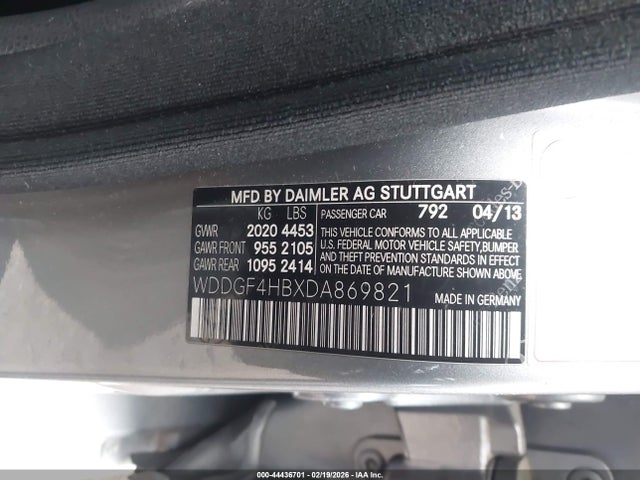 MFD BY DAIMLER AG STUTTGART
KG LBS PASSENGER CAR 792 04/13
GVWR 2020 4453
GAWR FRONT 955 2105
GAWR REAR 1095 2414
THIS VEHICLE CONFORMS TO ALL APPLICABLE
U.S. FEDERAL MOTOR VEHICLE SAFETY, BUMPER
AND THEFT PREVENTION STANDARDS IN EFFECT
ON THE DATE OF MANUFACTURE SHOWN ABOVE.
WDDGF4HBXDA869821
MADE IN GERMANY
000-44436701 - 02/19/2026 - IAAI.COM